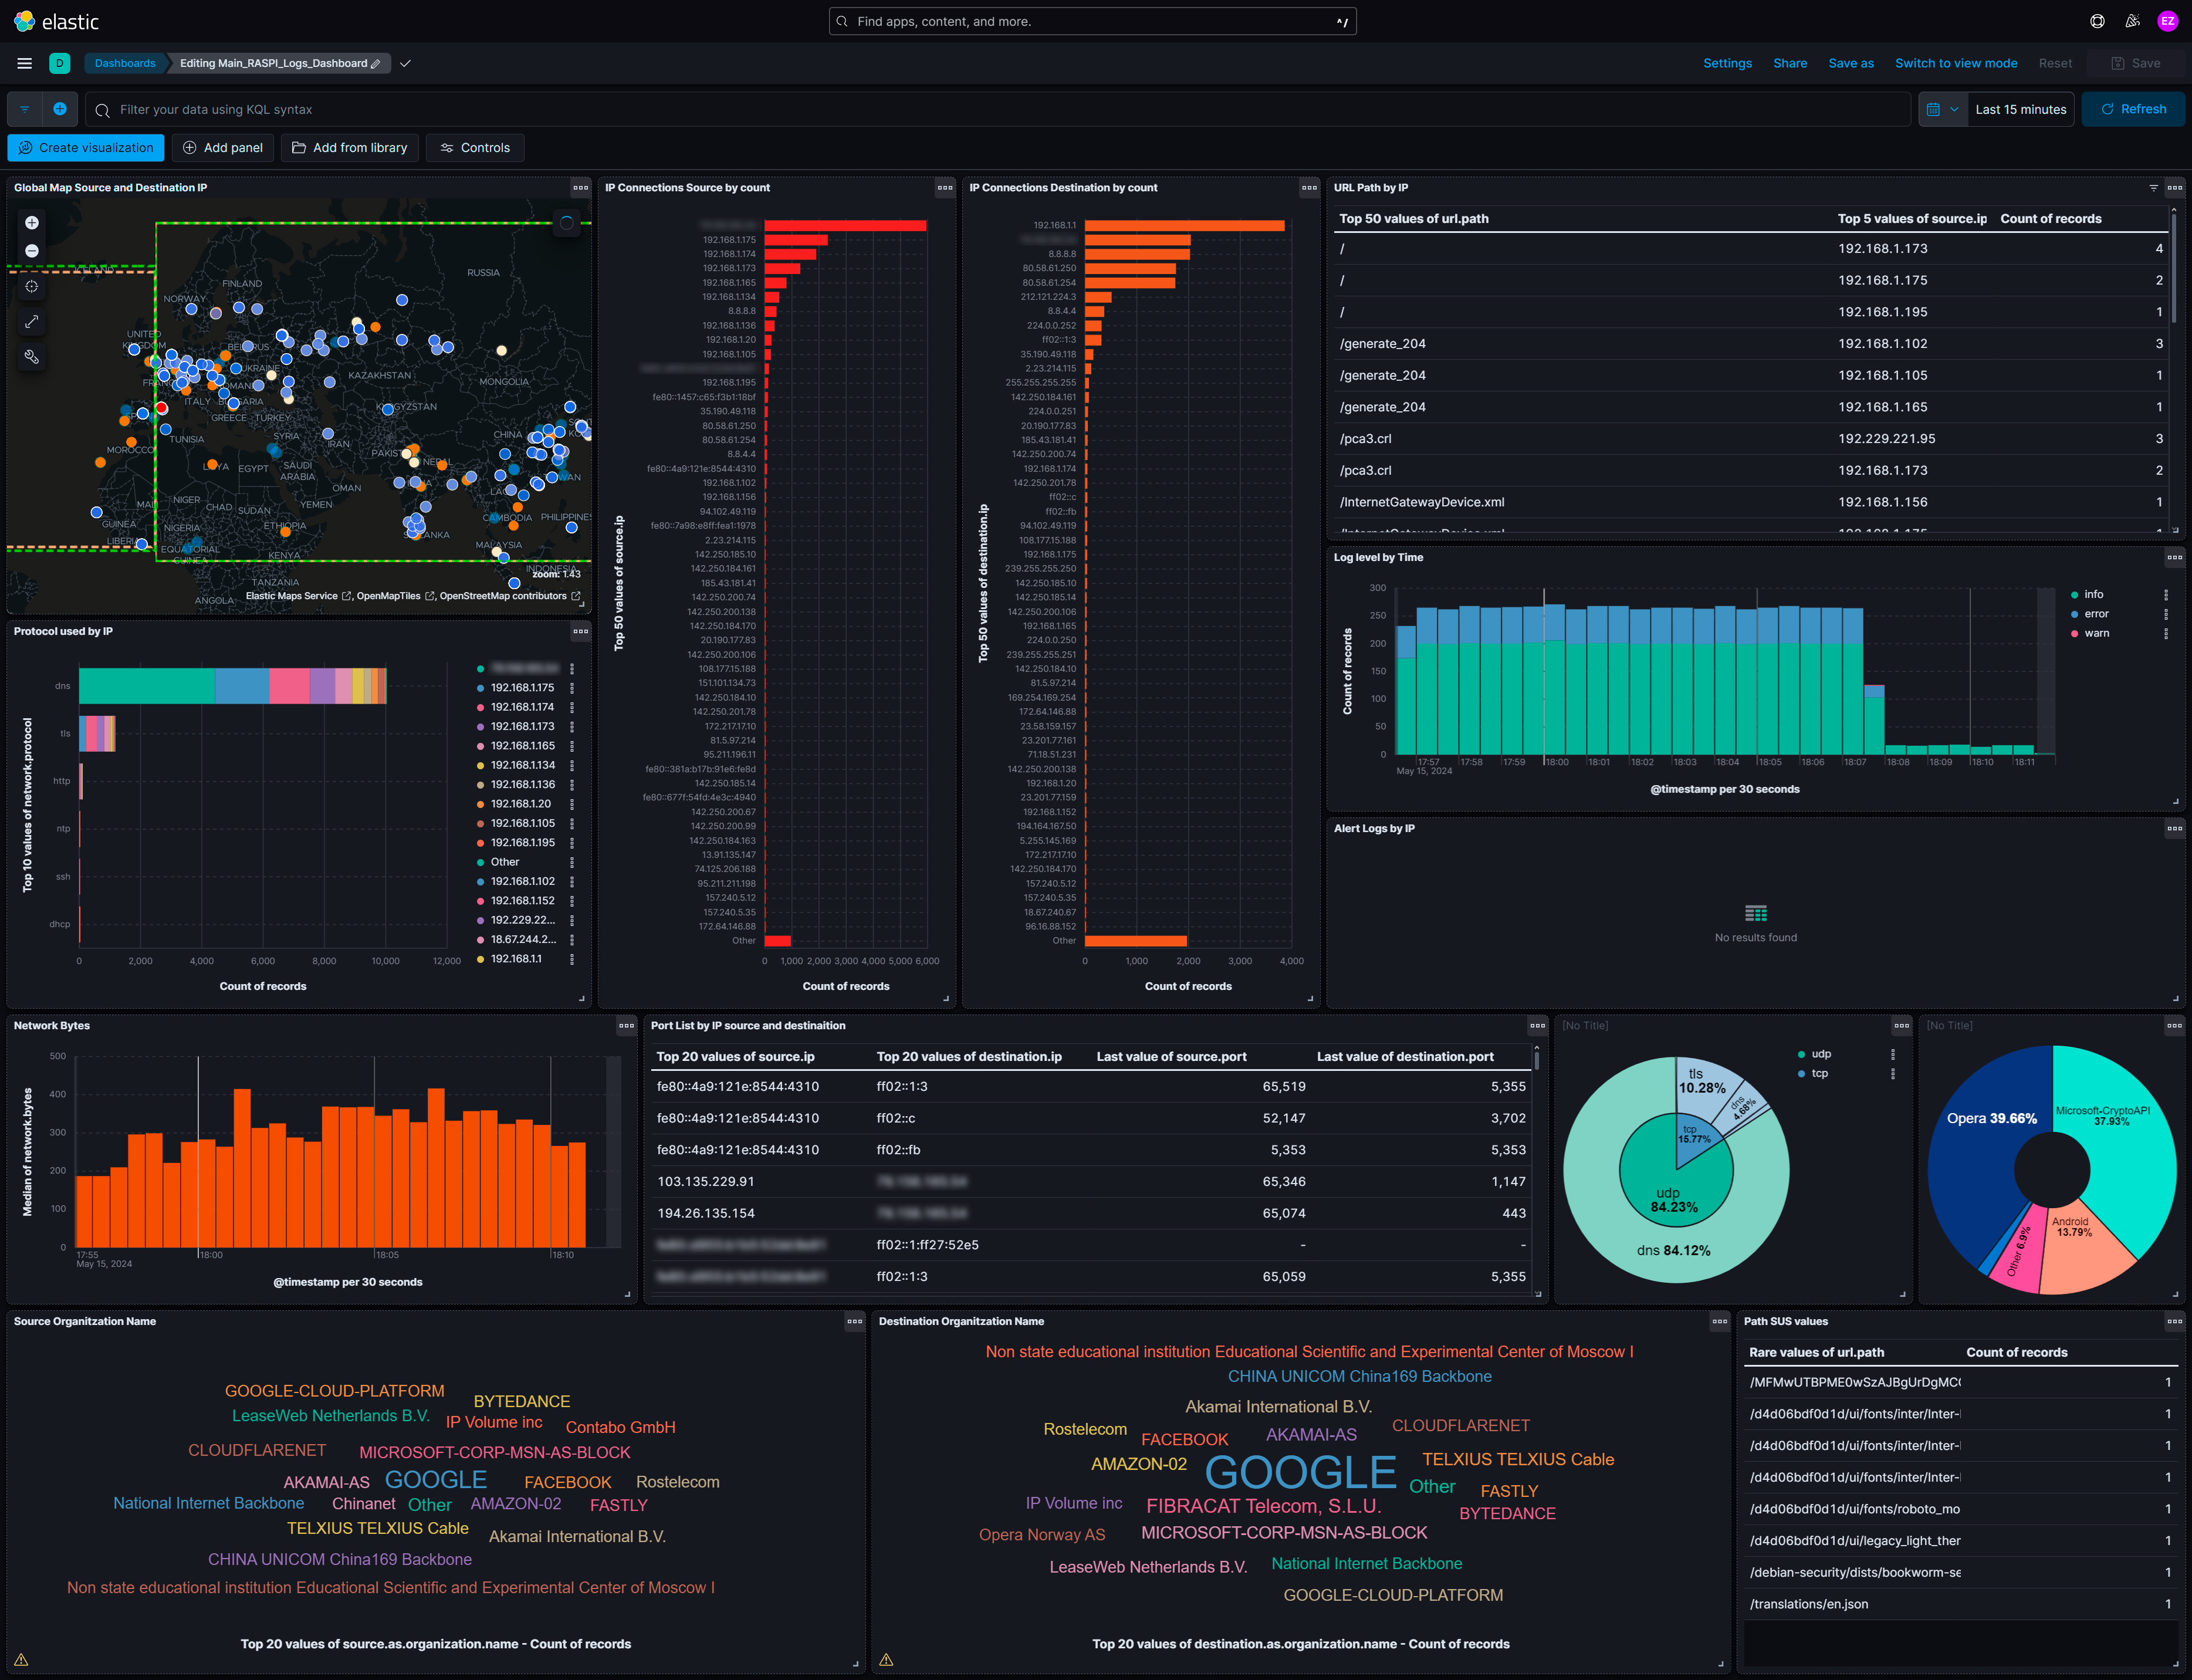 elastic
Find apps, content, and more.
^/
EZ
D
Dashboards
Editing Main_RASPI_Logs_Dashboard
Settings
Share
Save as
Switch to view mode
Reset
Save
Filter your data using KQL syntax
Last 15 minutes
Refresh
Create visualization
Add panel
Add from library
Controls
Global Map Source and Destination IP
RUSSIA
FINLAND
NORWAY
UNITED
KAZAKHSTAN
MONGOLIA
ITALY
GREECE
TURKEY
TUNISIA
SYRIA
IRAN
CHINA
MOROCCO
EGYPT
SAUDI
ARABIA
OMAN
NIGER
CHAD
SUDAN
YEMEN
GUINEA
NIGERIA
ETHIOPIA
CAMBODIA
PHILIPPINES
EQUATORIAL
GUINEA
KENYA
MALAYSIA
INDONESIA
TANZANIA
ANGOLA
zoom: 1.43
Elastic Maps Service, OpenMapTiles, OpenStreetMap contributors
Protocol used by IP
Top 10 values of network.protocol
dns
tls
http
ntp
ssh
dhcp
0 2,000 4,000 6,000 8,000 10,000 12,000
Count of records
192.168.1.175
192.168.1.174
192.168.1.173
192.168.1.165
192.168.1.134
192.168.1.136
192.168.1.20
192.168.1.105
192.168.1.195
Other
192.168.1.102
192.168.1.152
192.229.22...
18.67.244.2...
192.168.1.1
IP Connections Source by count
Top 50 values of source.ip
192.168.1.175
192.168.1.174
192.168.1.173
192.168.1.165
192.168.1.134
8.8.8.8
192.168.1.136
192.168.1.20
192.168.1.105
192.168.1.195
fe80::1457:c65:f3b1:18bf
35.190.49.118
80.58.61.250
80.58.61.254
8.8.4.4
fe80::4a9:121e:8544:4310
192.168.1.102
192.168.1.156
94.102.49.119
fe80::7a98:e8ff:fea1:1978
2.23.214.115
142.250.185.10
142.250.184.161
185.43.181.41
142.250.200.74
142.250.200.138
142.250.184.170
20.190.177.83
142.250.200.106
108.177.15.188
151.101.134.73
142.250.184.10
142.250.201.78
172.217.17.10
81.5.97.214
95.211.196.11
fe80::381a:b17b:91e6:fe8d
142.250.185.14
fe80::677f:54fd:4e3c:4940
142.250.200.67
142.250.200.99
142.250.184.163
13.91.135.147
74.125.206.188
95.211.211.198
157.240.5.12
157.240.5.35
172.64.146.88
Other
0 1,000 2,000 3,000 4,000 5,000 6,000
Count of records
IP Connections Destination by count
Top 50 values of destination.ip
192.168.1.1
8.8.8.8
80.58.61.250
80.58.61.254
212.121.224.3
8.8.4.4
224.0.0.252
ff02::1:3
35.190.49.118
2.23.214.115
255.255.255.255
142.250.184.161
224.0.0.251
20.190.177.83
185.43.181.41
142.250.200.74
192.168.1.174
142.250.201.78
ff02::c
ff02::fb
94.102.49.119
108.177.15.188
192.168.1.175
239.255.255.250
142.250.185.10
142.250.200.106
192.168.1.165
224.0.0.250
239.255.255.251
142.250.184.10
81.5.97.214
169.254.169.254
172.64.146.88
23.58.159.157
23.201.77.161
71.18.51.231
142.250.200.138
192.168.1.20
23.201.77.159
192.168.1.152
194.164.167.50
5.255.145.169
172.217.17.10
142.250.184.170
157.240.5.12
157.240.5.35
18.67.240.67
96.16.88.152
Other
0 1,000 2,000 3,000 4,000
Count of records
URL Path by IP
Top 50 values of url.path Top 5 values of source.ip Count of records
/ 192.168.1.173 4
/ 192.168.1.175 2
/ 192.168.1.195 1
/generate_204 192.168.1.102 3
/generate_204 192.168.1.105 1
/generate_204 192.168.1.165 1
/pca3.crl 192.229.221.95 3
/pca3.crl 192.168.1.173 2
/InternetGatewayDevice.xml 192.168.1.156 1
/InternetGatewayDevice.xml 192.168.1.175 1
Log level by Time
Count of records
300
250
200
150
100
50
0
17:57 17:58 17:59 18:00 18:01 18:02 18:03 18:04 18:05 18:06 18:07 18:08 18:09 18:10 18:11
May 15, 2024
@timestamp per 30 seconds
info
error
warn
Alert Logs by IP
No results found
Network Bytes
Median of network.bytes
500
400
300
200
100
0
17:55 18:00 18:05 18:10
May 15, 2024
@timestamp per 30 seconds
Port List by IP source and destinaition
Top 20 values of source.ip Top 20 values of destination.ip Last value of source.port Last value of destination.port
fe80::4a9:121e:8544:4310 ff02::1:3 65,519 5,355
fe80::4a9:121e:8544:4310 ff02::c 52,147 3,702
fe80::4a9:121e:8544:4310 ff02::fb 5,353 5,353
103.135.229.91 65,346 1,147
194.26.135.154 65,074 443
ff02::1:ff27:52e5 - -
ff02::1:3 65,059 5,355
[No Title]
tls
10.28%
dns
4.68%
tcp
15.77%
udp
84.23%
dns 84.12%
udp
tcp
[No Title]
Opera 39.66%
Microsoft-CryptoAPI
37.93%
Android
13.79%
Other 6.9%
Source Organitzation Name
GOOGLE-CLOUD-PLATFORM
BYTEDANCE
LeaseWeb Netherlands B.V.
IP Volume inc
Contabo GmbH
CLOUDFLARENET
MICROSOFT-CORP-MSN-AS-BLOCK
AKAMAI-AS
GOOGLE
FACEBOOK
Rostelecom
National Internet Backbone
Chinanet
Other
AMAZON-02
FASTLY
TELXIUS TELXIUS Cable
Akamai International B.V.
CHINA UNICOM China169 Backbone
Non state educational institution Educational Scientific and Experimental Center of Moscow I
Top 20 values of source.as.organization.name - Count of records
Destination Organitzation Name
Non state educational institution Educational Scientific and Experimental Center of Moscow I
CHINA UNICOM China169 Backbone
Akamai International B.V.
Rostelecom
FACEBOOK
AKAMAI-AS
CLOUDFLARENET
AMAZON-02
GOOGLE
TELXIUS TELXIUS Cable
Other
FASTLY
IP Volume inc
FIBRACAT Telecom, S.L.U.
BYTEDANCE
Opera Norway AS
MICROSOFT-CORP-MSN-AS-BLOCK
LeaseWeb Netherlands B.V.
National Internet Backbone
GOOGLE-CLOUD-PLATFORM
Top 20 values of destination.as.organization.name - Count of records
Path SUS values
Rare values of url.path Count of records
/MFMwUTBPME0wSzAJBgUrDgMC 1
/d4d06bdf0d1d/ui/fonts/inter/Inter- 1
/d4d06bdf0d1d/ui/fonts/inter/Inter- 1
/d4d06bdf0d1d/ui/fonts/inter/Inter- 1
/d4d06bdf0d1d/ui/fonts/roboto_mo 1
/d4d06bdf0d1d/ui/legacy_light_ther 1
/debian-security/dists/bookworm-se 1
/translations/en.json 1